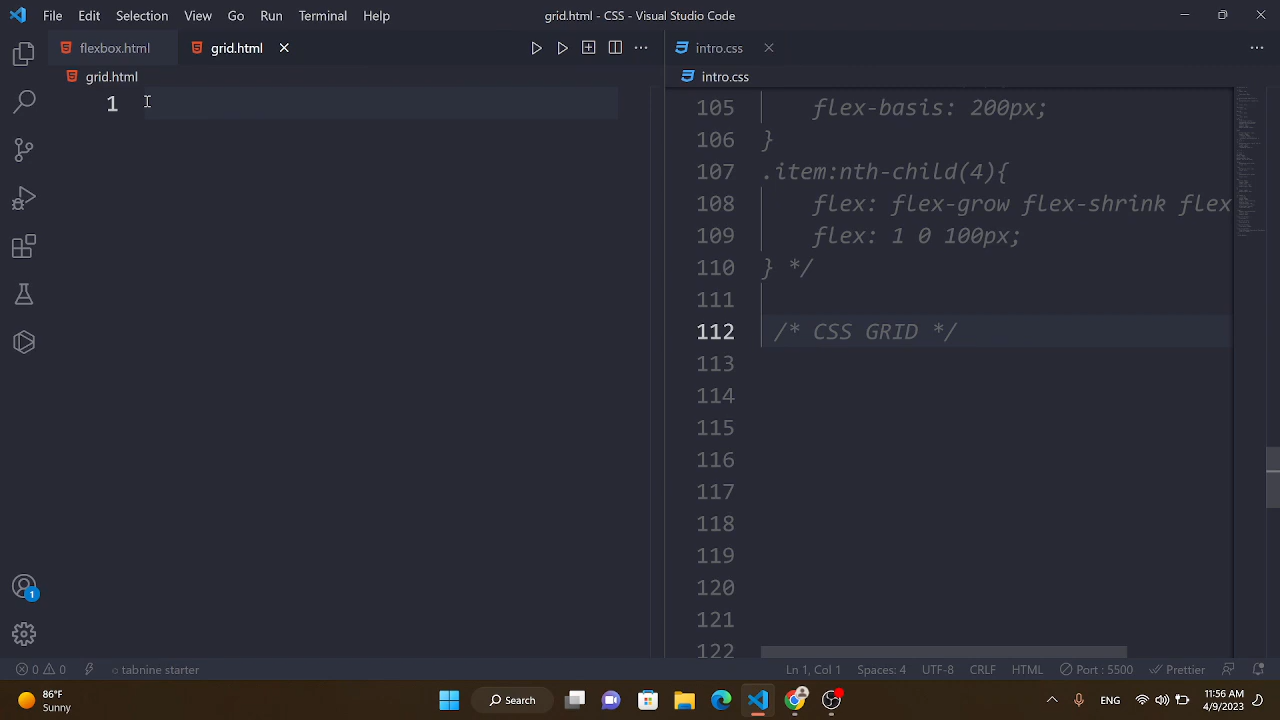 File Edit Selection View Go Run Terminal Help
grid.html - CSS - Visual Studio Code
flexbox.html
grid.html
intro.css
grid.html
intro.css
1
105 flex-basis: 200px;
106 }
107 .item:nth-child(4){
108 flex: flex-grow flex-shrink flex
109 flex: 1 0 100px;
110 } */
111
112 /* CSS GRID */
113
114
115
116
117
118
119
120
121
122
1
0 0
tabnine starter
Ln 1, Col 1 Spaces: 4 UTF-8 CRLF HTML Port : 5500 Prettier
86°F
Sunny
Search
ENG
11:56 AM
4/9/2023